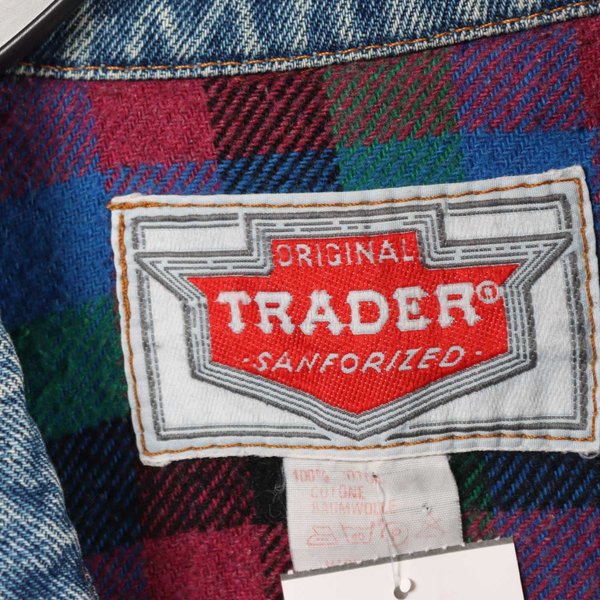 ORIGINAL
TRADER®
-SANFORIZED-
100%
COTONE
BAUMWOLLE